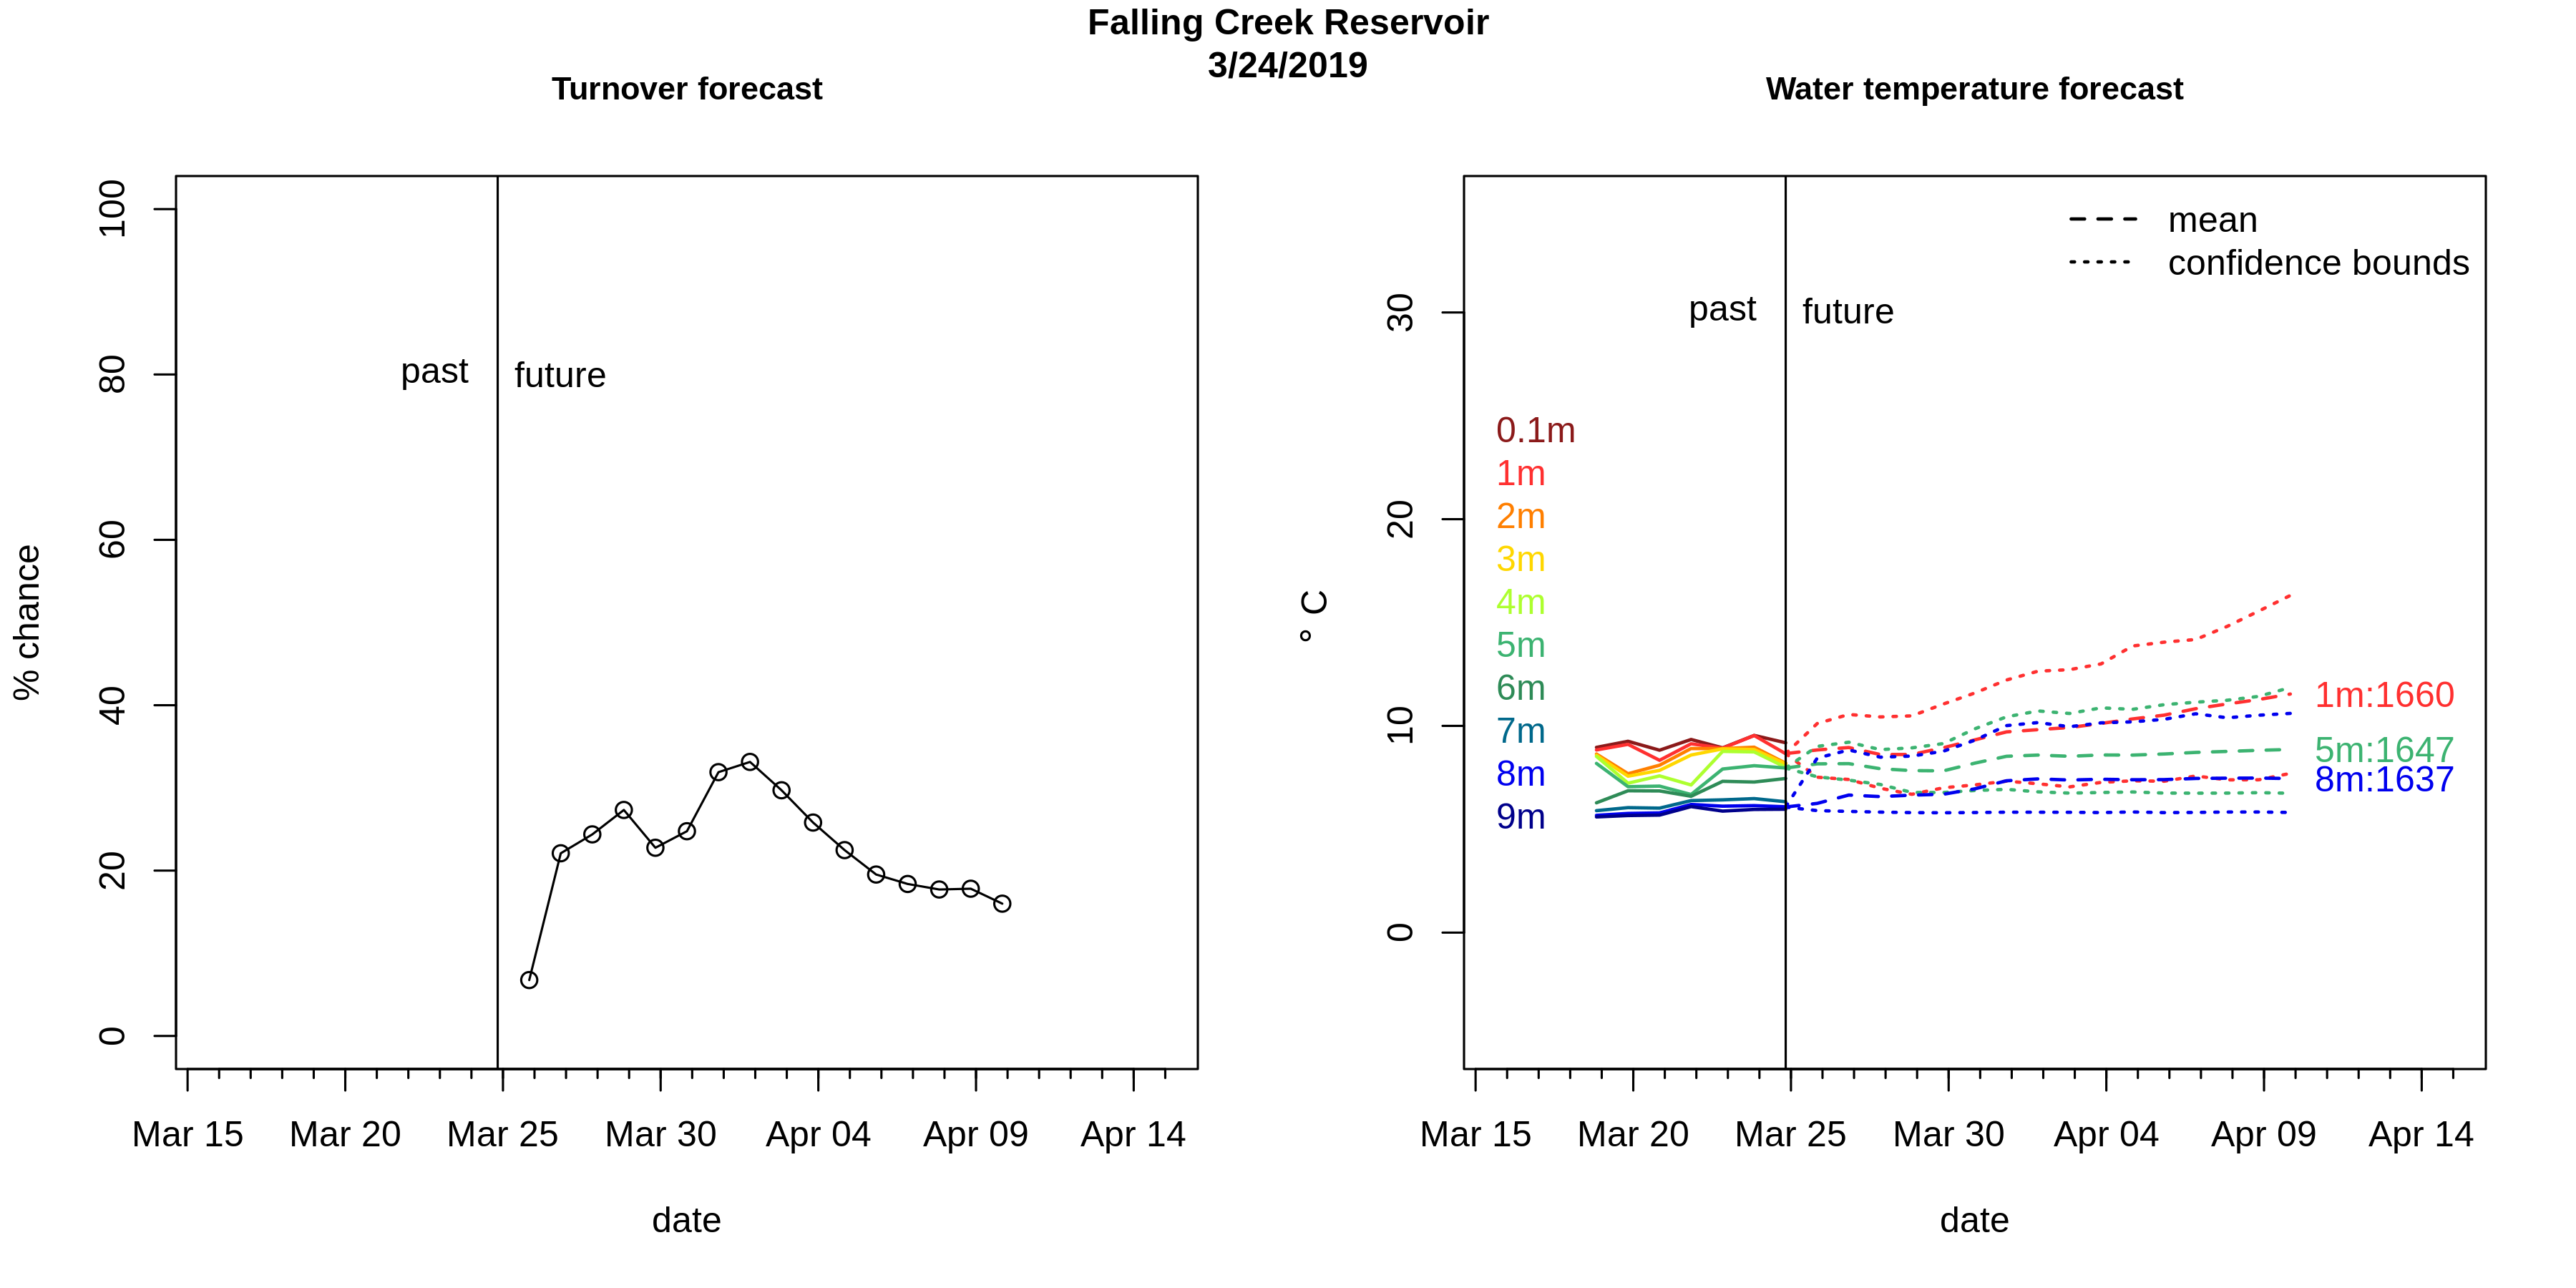 Falling Creek Reservoir
3/24/2019
Turnover forecast
% chance
100
80
60
40
20
0
past
future
Mar 15 Mar 20 Mar 25 Mar 30 Apr 04 Apr 09 Apr 14
date
Water temperature forecast
° C
30
20
10
0
mean
confidence bounds
past
future
0.1m
1m
2m
3m
4m
5m
6m
7m
8m
9m
1m:1660
5m:1647
8m:1637
Mar 15 Mar 20 Mar 25 Mar 30 Apr 04 Apr 09 Apr 14
date